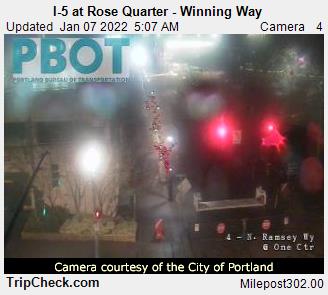 I-5 at Rose Quarter - Winning Way
Updated Jan 07 2022 5:07 AM Camera 4
PBOT
PORTLAND BUREAU OF TRANSPORTATION
4 - N. Ramsey Wy
@ One Ctr
Camera courtesy of the City of Portland
TripCheck.com Milepost302.00